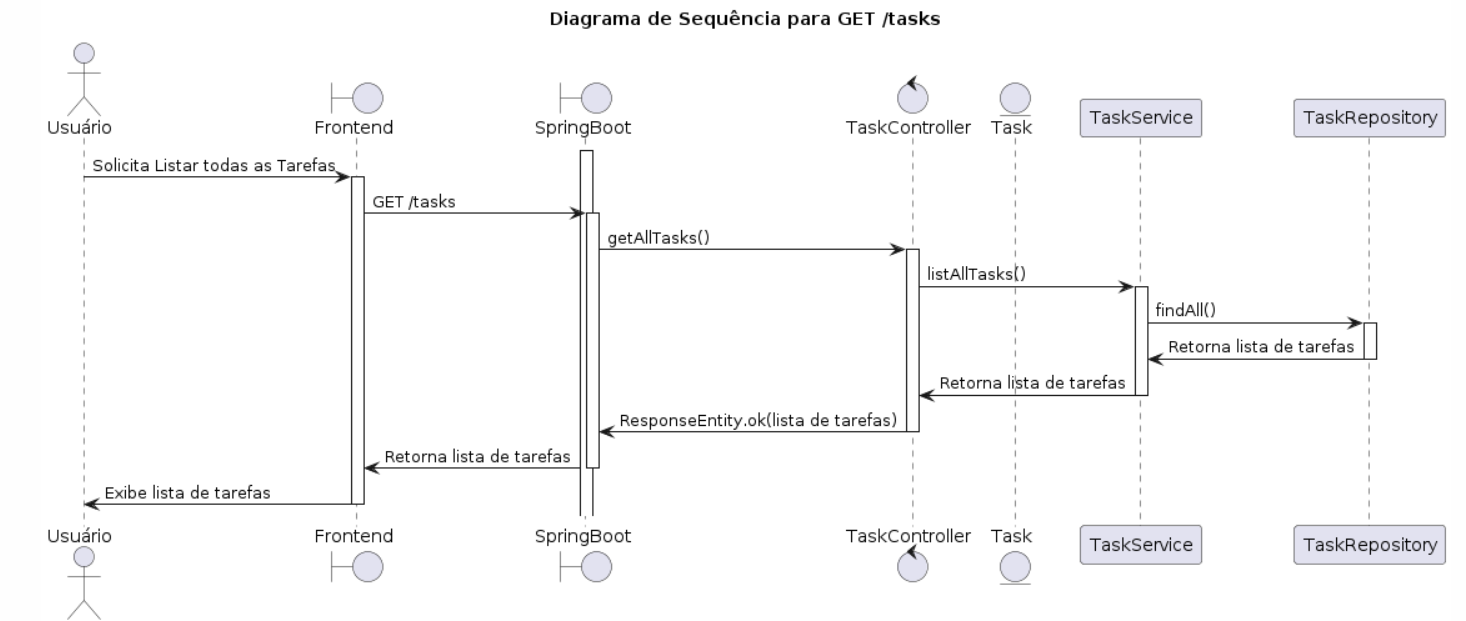 Diagrama de Sequência para GET /tasks
Usuário
Frontend
SpringBoot
TaskController
Task
TaskService
TaskRepository
Solicita Listar todas as Tarefas
GET /tasks
getAllTasks()
listAllTasks()
findAll()
Retorna lista de tarefas
Retorna lista de tarefas
ResponseEntity.ok(lista de tarefas)
Retorna lista de tarefas
Exibe lista de tarefas
Usuário
Frontend
SpringBoot
TaskController
Task
TaskService
TaskRepository